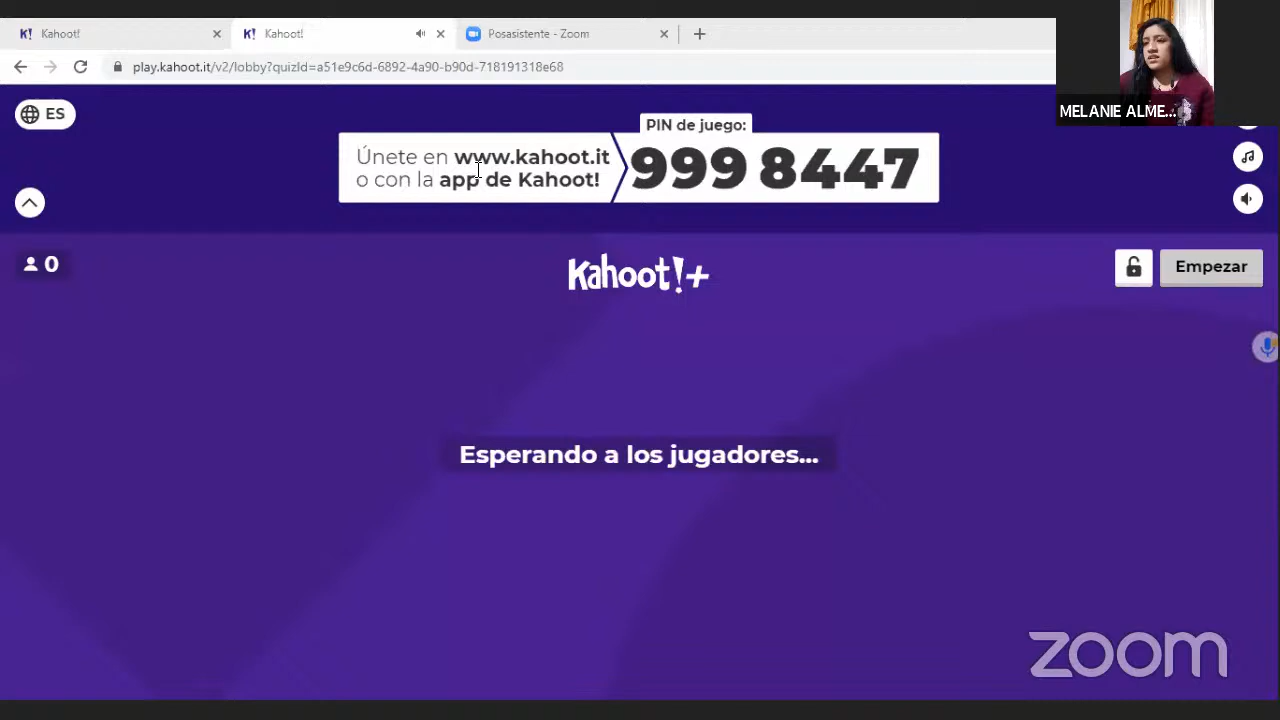 Kahoot!
Kahoot!
Posasistente - Zoom
play.kahoot.it/v2/lobby?quizId=a51e9c6d-6892-4a90-b90d-718191318e68
MELANIE ALME...
ES
PIN de juego:
Únete en www.kahoot.it
o con la app de Kahoot!
999 8447
0
Kahoot!+
Empezar
Esperando a los jugadores...
zoom